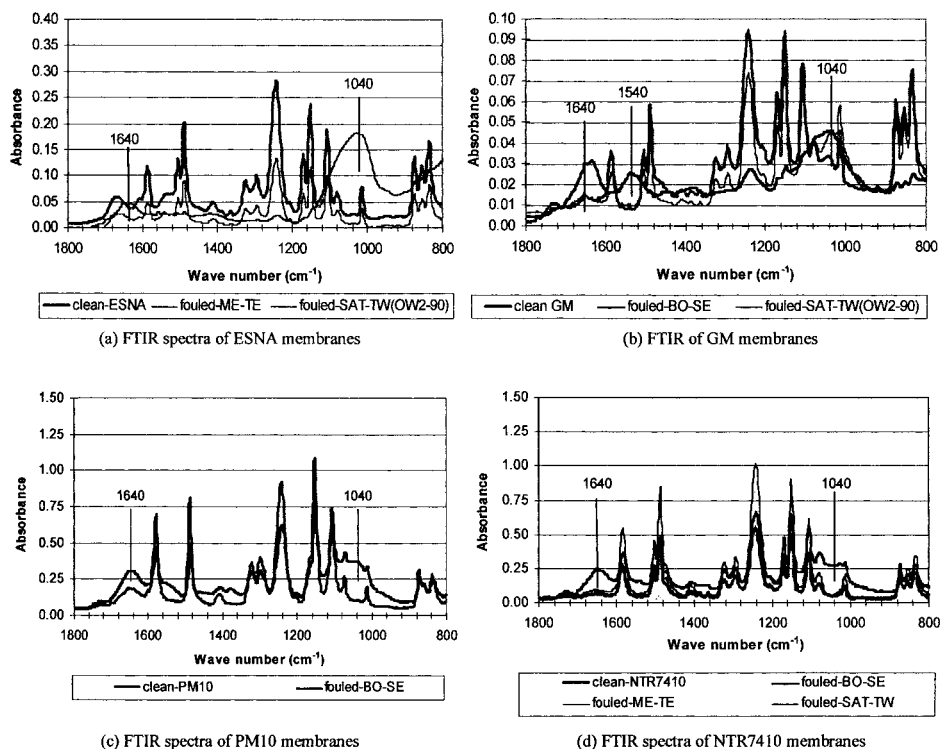 0.40
0.35
0.30
0.25
0.20
0.15
0.10
0.05
0.00
Absorbance
1640
1040
1800 1600 1400 1200 1000 800
Wave number (cm-1)
clean-ESNA fouled-ME-TE fouled-SAT-TW(OW2-90)
(a) FTIR spectra of ESNA membranes
0.10
0.09
0.08
0.07
0.06
0.05
0.04
0.03
0.02
0.01
0.00
Absorbance
1640
1540
1040
1800 1600 1400 1200 1000 800
Wave number (cm-1)
clean GM fouled-BO-SE fouled-SAT-TW(OW2-90)
(b) FTIR of GM membranes
1.50
1.25
1.00
0.75
0.50
0.25
0.00
Absorbance
1640
1040
1800 1600 1400 1200 1000 800
Wave number (cm-1)
clean-PM10 fouled-BO-SE
(c) FTIR spectra of PM10 membranes
1.50
1.25
1.00
0.75
0.50
0.25
0.00
Absorbance
1640
1040
1800 1600 1400 1200 1000 800
Wave number (cm-1)
clean-NTR7410 fouled-BO-SE
fouled-ME-TE fouled-SAT-TW
(d) FTIR spectra of NTR7410 membranes